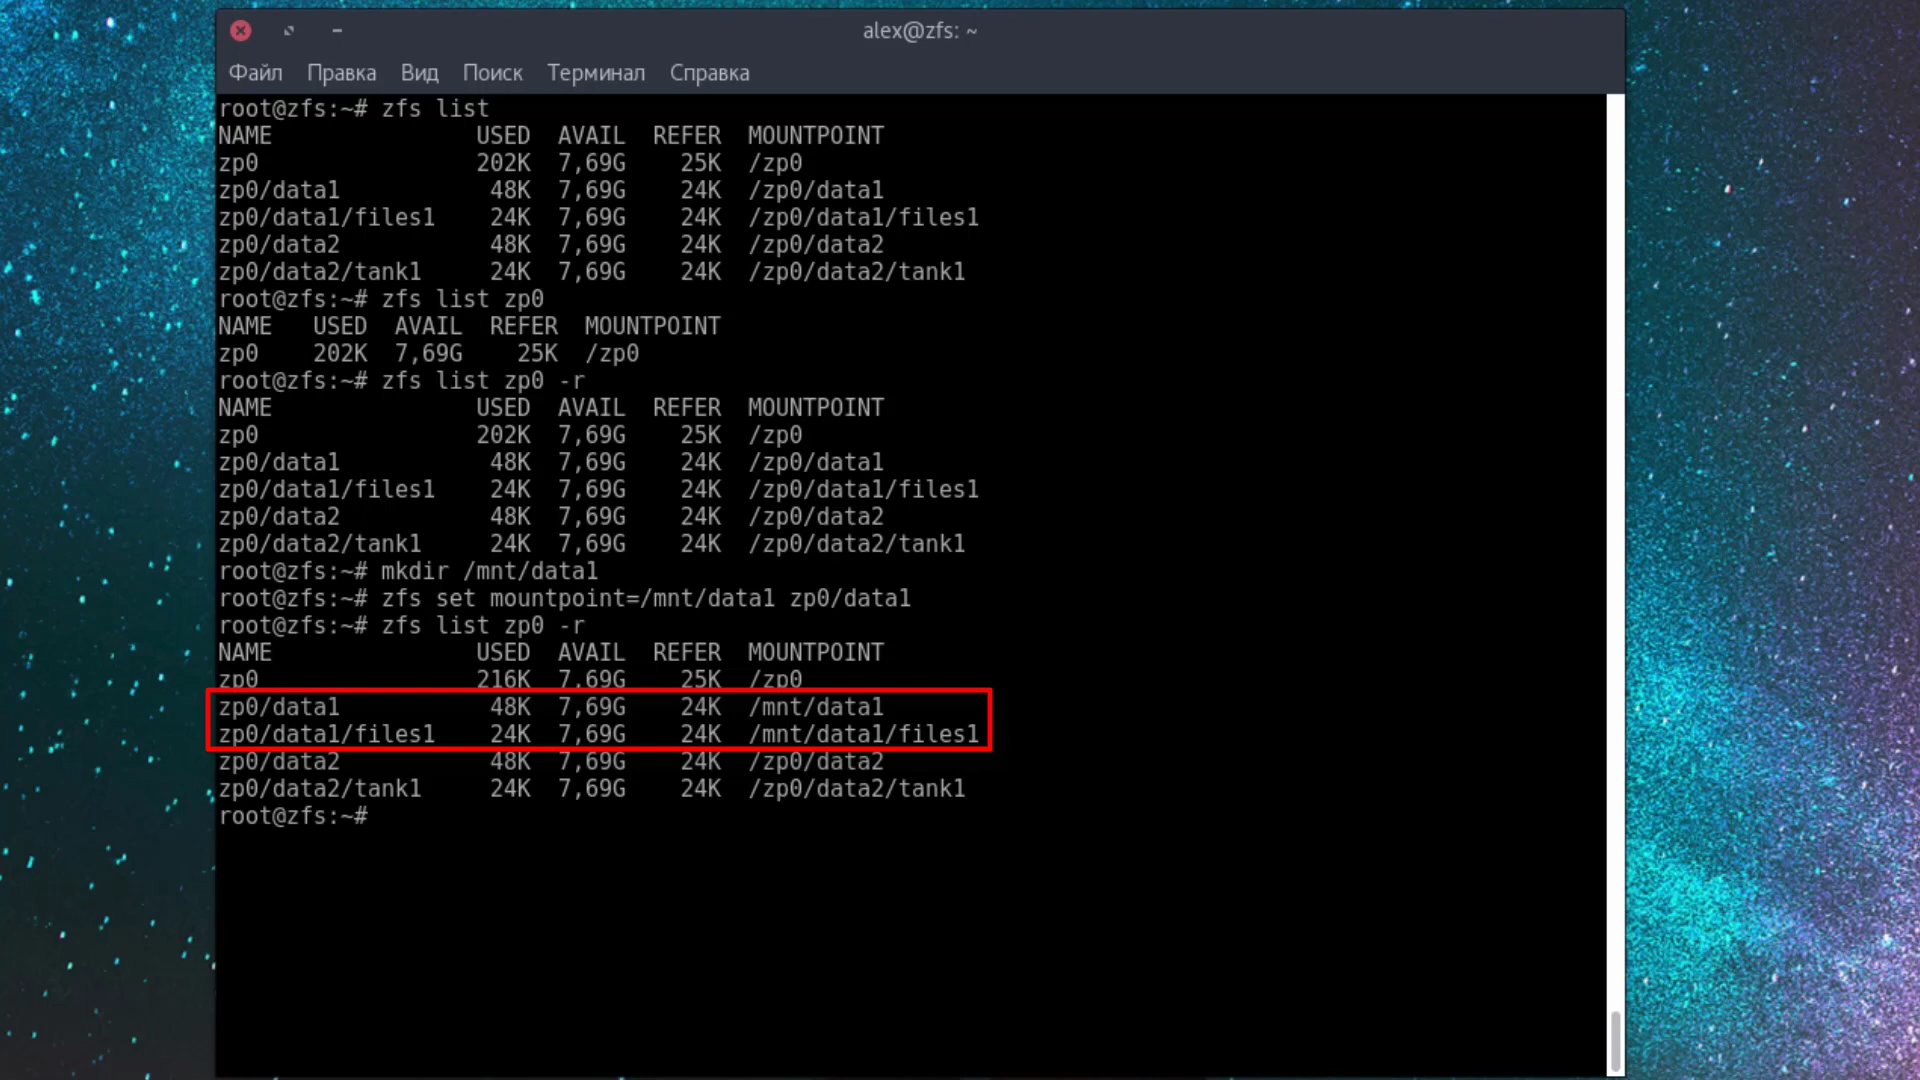 alex@zfs: ~
Файл Правка Вид Поиск Терминал Справка
root@zfs:~# zfs list
NAME USED AVAIL REFER MOUNTPOINT
zp0 202K 7,69G 25K /zp0
zp0/data1 48K 7,69G 24K /zp0/data1
zp0/data1/files1 24K 7,69G 24K /zp0/data1/files1
zp0/data2 48K 7,69G 24K /zp0/data2
zp0/data2/tank1 24K 7,69G 24K /zp0/data2/tank1
root@zfs:~# zfs list zp0
NAME USED AVAIL REFER MOUNTPOINT
zp0 202K 7,69G 25K /zp0
root@zfs:~# zfs list zp0 -r
NAME USED AVAIL REFER MOUNTPOINT
zp0 202K 7,69G 25K /zp0
zp0/data1 48K 7,69G 24K /zp0/data1
zp0/data1/files1 24K 7,69G 24K /zp0/data1/files1
zp0/data2 48K 7,69G 24K /zp0/data2
zp0/data2/tank1 24K 7,69G 24K /zp0/data2/tank1
root@zfs:~# mkdir /mnt/data1
root@zfs:~# zfs set mountpoint=/mnt/data1 zp0/data1
root@zfs:~# zfs list zp0 -r
NAME USED AVAIL REFER MOUNTPOINT
zp0 216K 7,69G 25K /zp0
zp0/data1 48K 7,69G 24K /mnt/data1
zp0/data1/files1 24K 7,69G 24K /mnt/data1/files1
zp0/data2 48K 7,69G 24K /zp0/data2
zp0/data2/tank1 24K 7,69G 24K /zp0/data2/tank1
root@zfs:~#